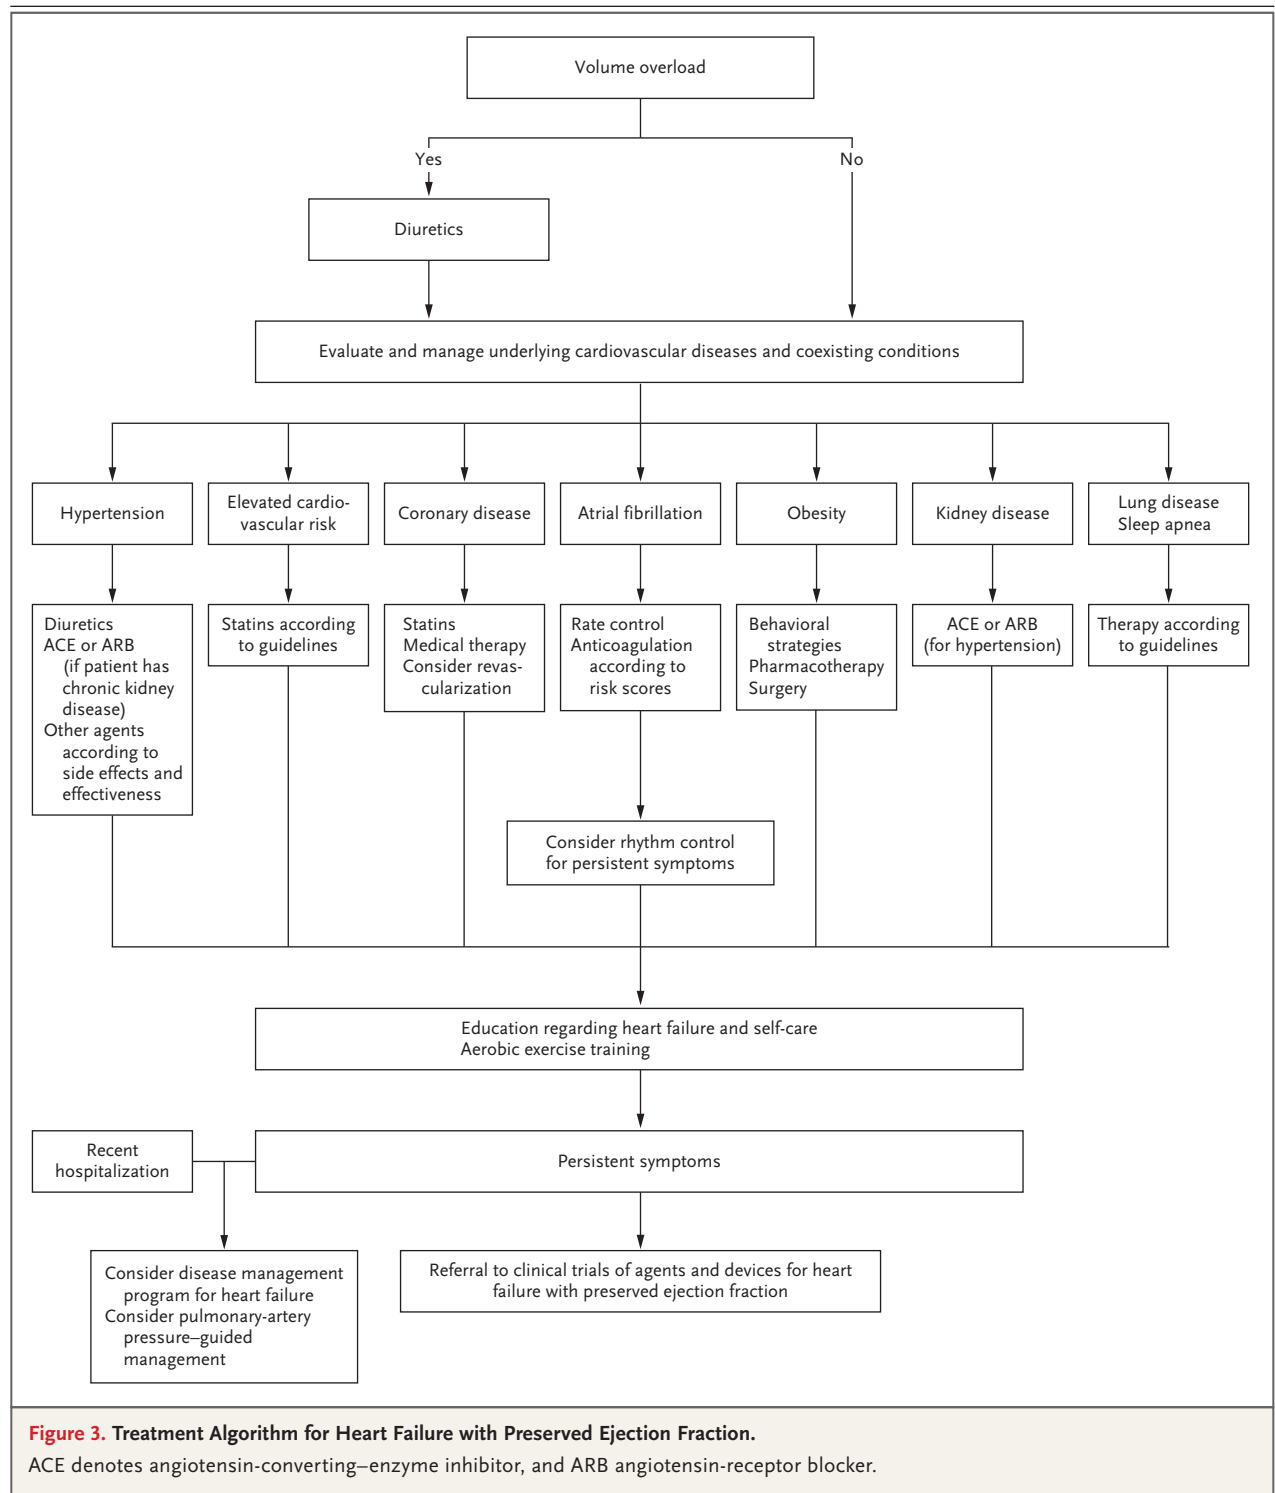 Volume overload
Yes
No
Diuretics
Evaluate and manage underlying cardiovascular diseases and coexisting conditions
Hypertension
Elevated cardio-
vascular risk
Coronary disease
Atrial fibrillation
Obesity
Kidney disease
Lung disease
Sleep apnea
Diuretics
ACE or ARB
(if patient has
chronic kidney
disease)
Other agents
according to
side effects and
effectiveness
Statins according
to guidelines
Statins
Medical therapy
Consider revas-
cularization
Rate control
Anticoagulation
according to
risk scores
Behavioral
strategies
Pharmacotherapy
Surgery
ACE or ARB
(for hypertension)
Therapy according
to guidelines
Consider rhythm control
for persistent symptoms
Education regarding heart failure and self-care
Aerobic exercise training
Recent
hospitalization
Persistent symptoms
Consider disease management
program for heart failure
Consider pulmonary-artery
pressure–guided
management
Referral to clinical trials of agents and devices for heart
failure with preserved ejection fraction
Figure 3. Treatment Algorithm for Heart Failure with Preserved Ejection Fraction.
ACE denotes angiotensin-converting–enzyme inhibitor, and ARB angiotensin-receptor blocker.